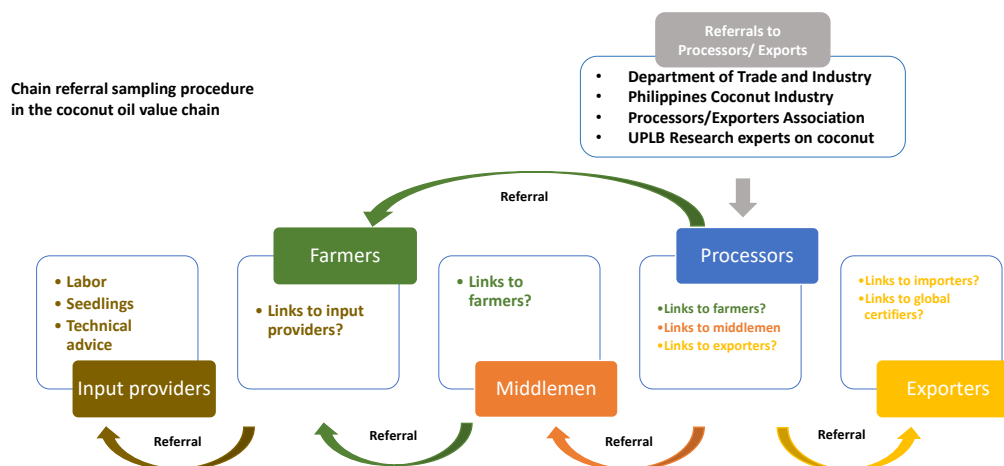 Referrals to
Processors/ Exports
Chain referral sampling procedure
in the coconut oil value chain
• Department of Trade and Industry
• Philippines Coconut Industry
• Processors/Exporters Association
• UPLB Research experts on coconut
Referral
Farmers
Processors
• Labor
• Seedlings
• Technical
advice
Input providers
• Links to input
providers?
• Links to
farmers?
Middlemen
•Links to farmers?
•Links to middlemen
•Links to exporters?
•Links to importers?
•Links to global
certifiers?
Exporters
Referral
Referral
Referral
Referral